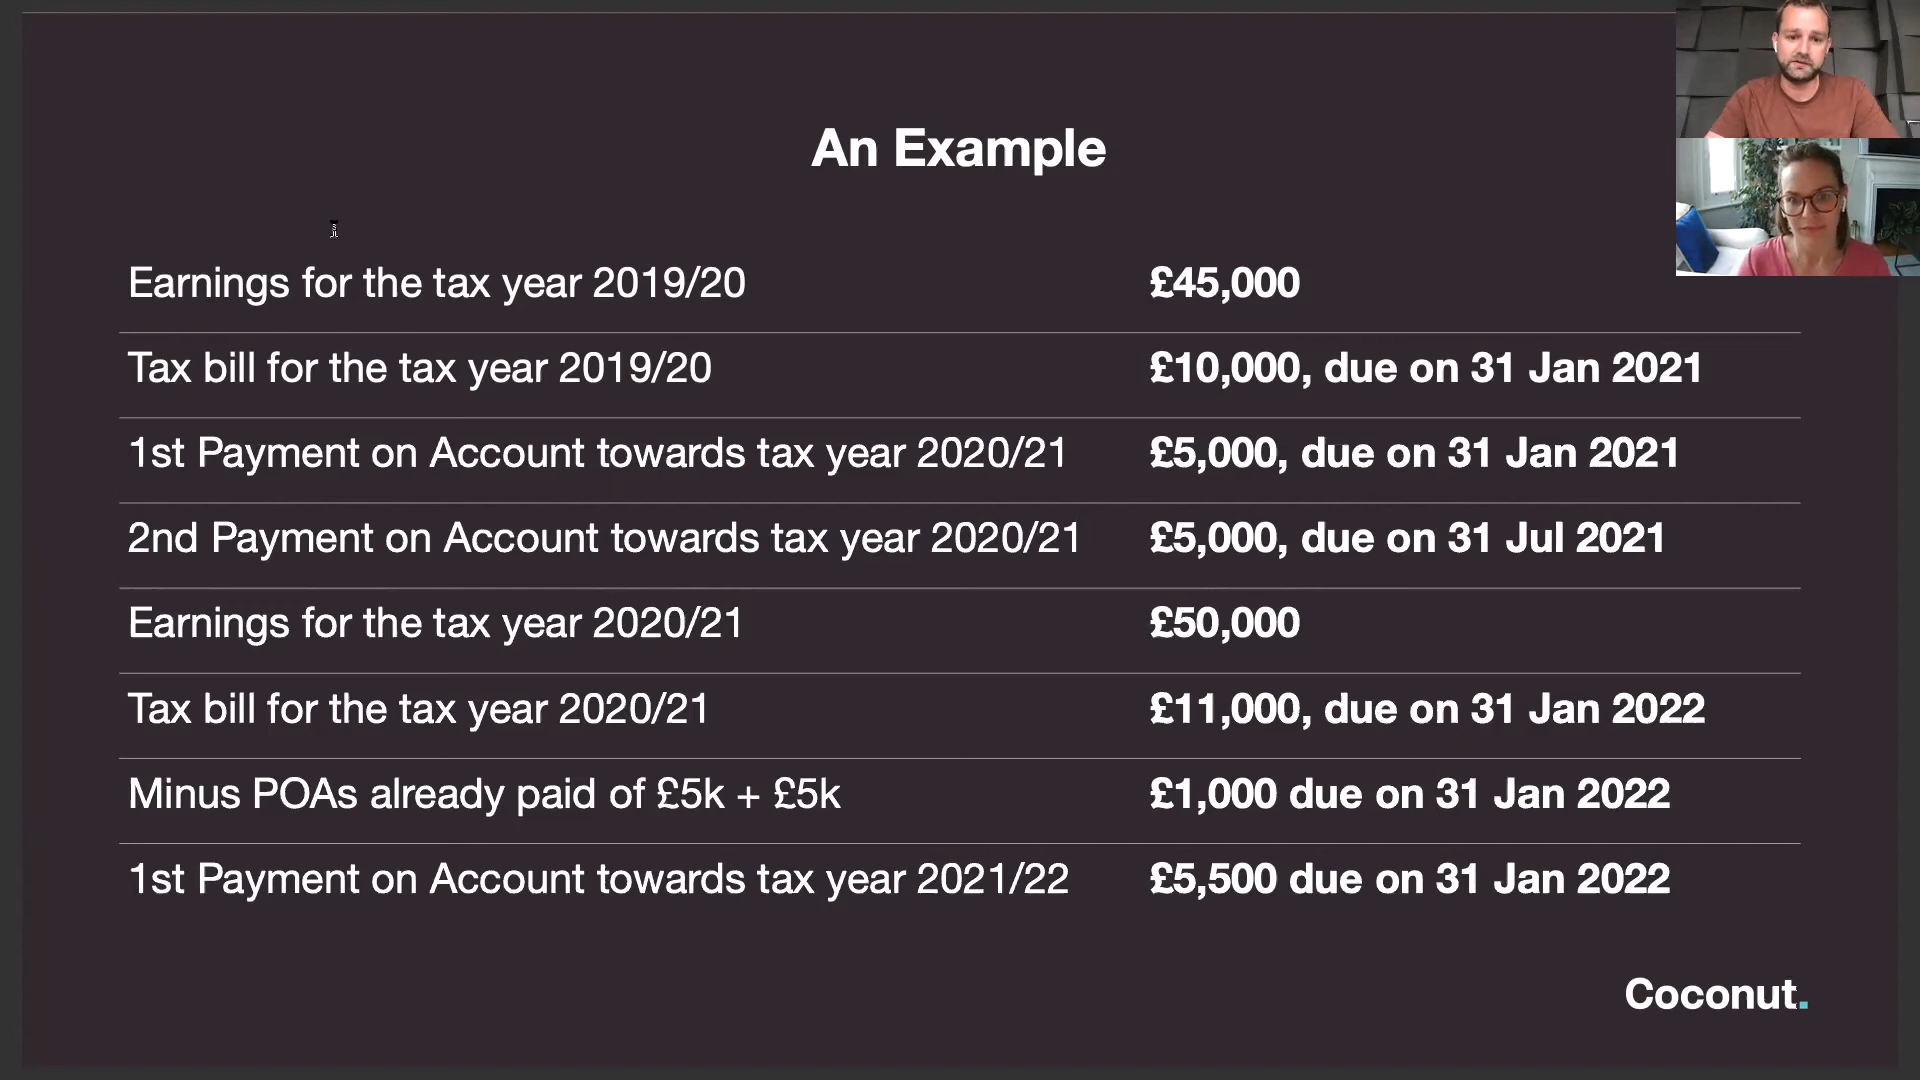 An Example
Earnings for the tax year 2019/20 £45,000
Tax bill for the tax year 2019/20 £10,000, due on 31 Jan 2021
1st Payment on Account towards tax year 2020/21 £5,000, due on 31 Jan 2021
2nd Payment on Account towards tax year 2020/21 £5,000, due on 31 Jul 2021
Earnings for the tax year 2020/21 £50,000
Tax bill for the tax year 2020/21 £11,000, due on 31 Jan 2022
Minus POAs already paid of £5k + £5k £1,000 due on 31 Jan 2022
1st Payment on Account towards tax year 2021/22 £5,500 due on 31 Jan 2022
Coconut.